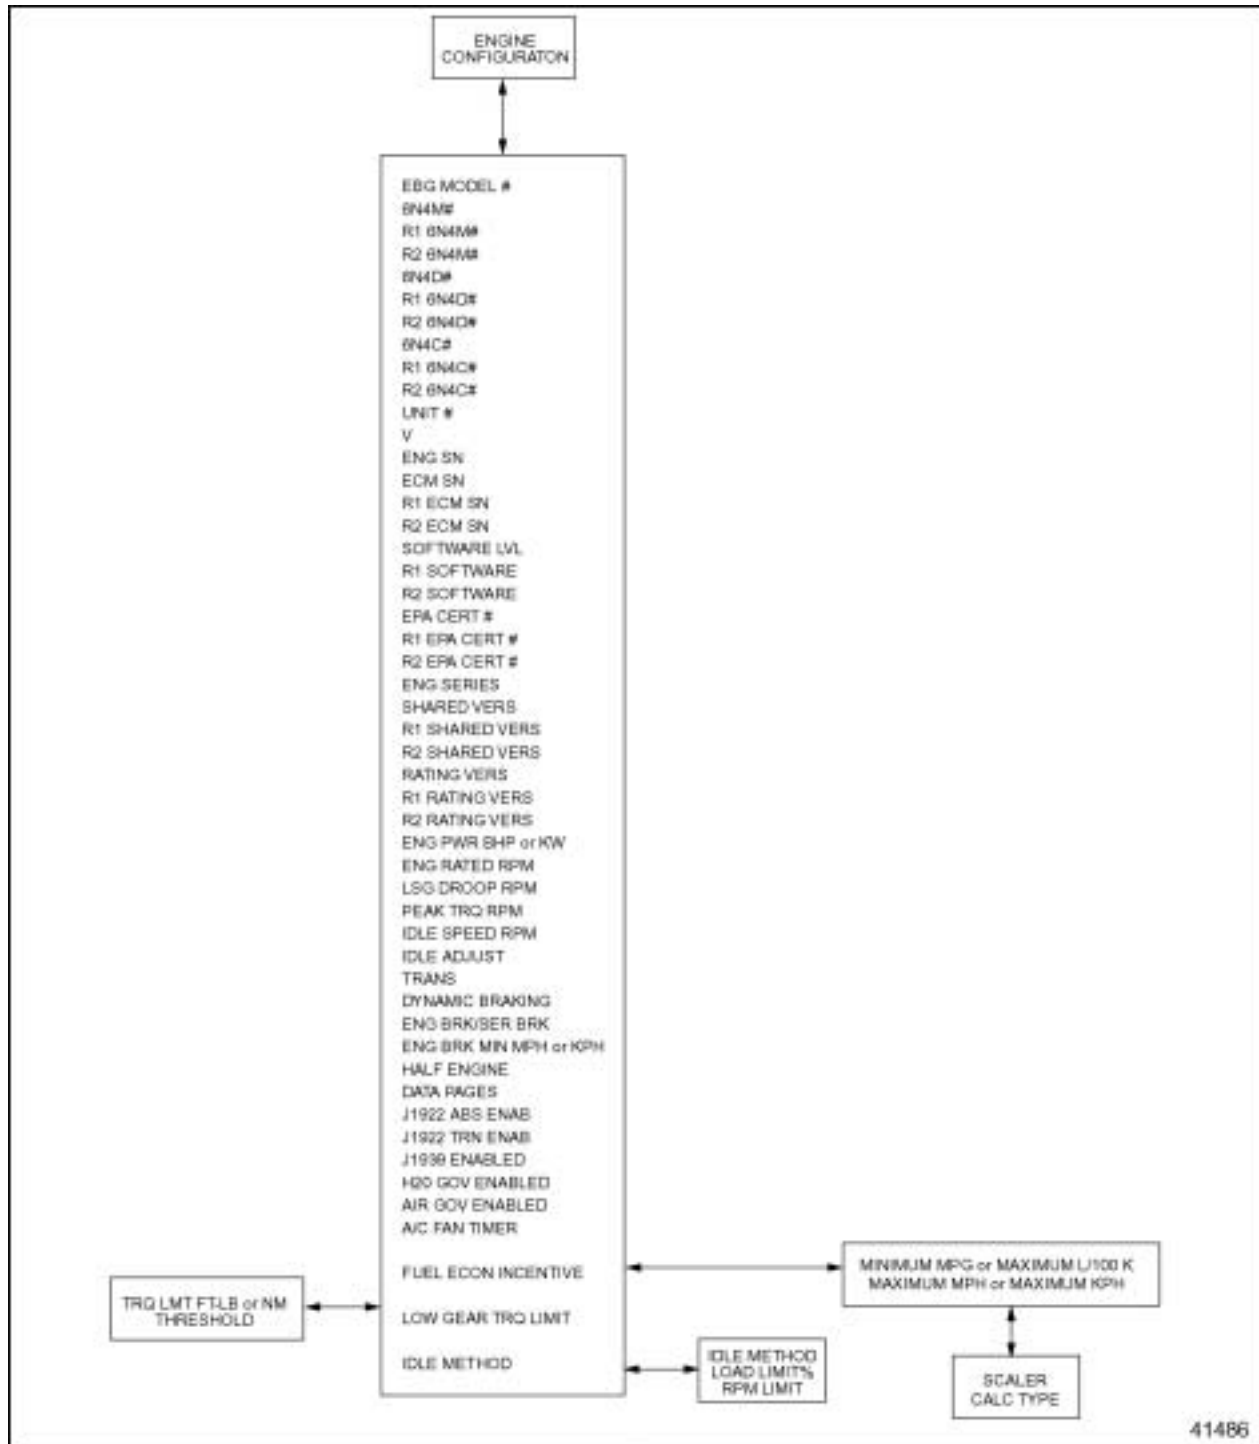 ENGINE
CONFIGURATON
EBG MODEL #
6N4M#
R1 6N4M#
R2 6N4M#
6N4D#
R1 6N4D#
R2 6N4D#
6N4C#
R1 6N4C#
R2 6N4C#
UNIT #
V
ENG SN
ECM SN
R1 ECM SN
R2 ECM SN
SOFTWARE LVL
R1 SOFTWARE
R2 SOFTWARE
EPA CERT #
R1 EPA CERT #
R2 EPA CERT #
ENG SERIES
SHARED VERS
R1 SHARED VERS
R2 SHARED VERS
RATING VERS
R1 RATING VERS
R2 RATING VERS
ENG PWR BHP or KW
ENG RATED RPM
LSG DROOP RPM
PEAK TRQ RPM
IDLE SPEED RPM
IDLE ADJUST
TRANS
DYNAMIC BRAKING
ENG BRK/SER BRK
ENG BRK MIN MPH or KPH
HALF ENGINE
DATA PAGES
J1922 ABS ENAB
J1922 TRN ENAB
J1939 ENABLED
H20 GOV ENABLED
AIR GOV ENABLED
A/C FAN TIMER
FUEL ECON INCENTIVE
MINIMUM MPG or MAXIMUM L/100 K
MAXIMUM MPH or MAXIMUM KPH
TRQ LMT FT-LB or NM
THRESHOLD
LOW GEAR TRQ LIMIT
IDLE METHOD
IDLE METHOD
LOAD LIMIT%
RPM LIMIT
SCALER
CALC TYPE
41486